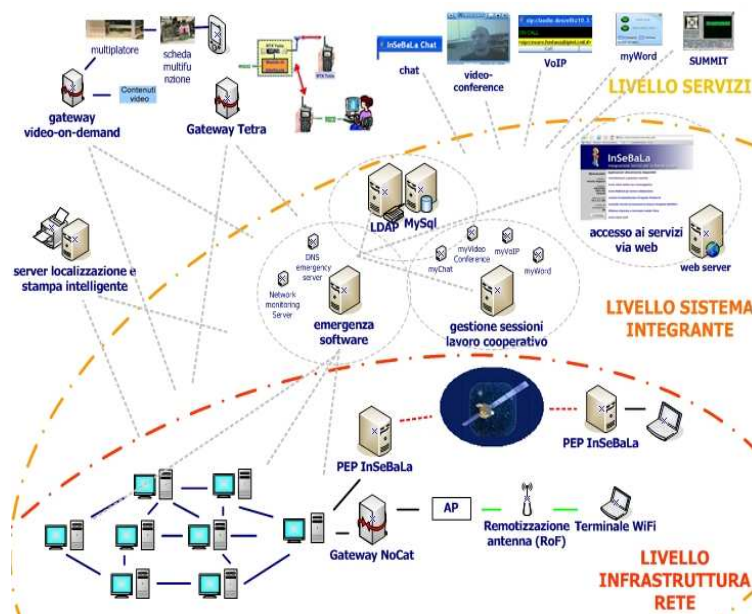 multiplatore
scheda
multifu
nzione
gateway
video-on-demand
Contenuti
video
Gateway Tetra
InSeBaLa Chat
chat
video-
conference
VoIP
myWord
SUMMIT
LIVELLO SERVIZI
LDAP
MySql
InSeBaLa
accesso ai servizi
via web
web server
server localizzazione e
stampa intelligente
DNS
emergency
server
Network
monitoring
Server
emergenza
software
myVideo
Conference
myVoIP
myChat
myWord
gestione sessioni
lavoro cooperativo
LIVELLO SISTEMA
INTEGRANTE
PEP InSeBaLa
PEP InSeBaLa
AP
Gateway NoCat
Remotizzazione
antenna (RoF)
Terminale WiFi
LIVELLO
INFRASTRUTTURA
RETE